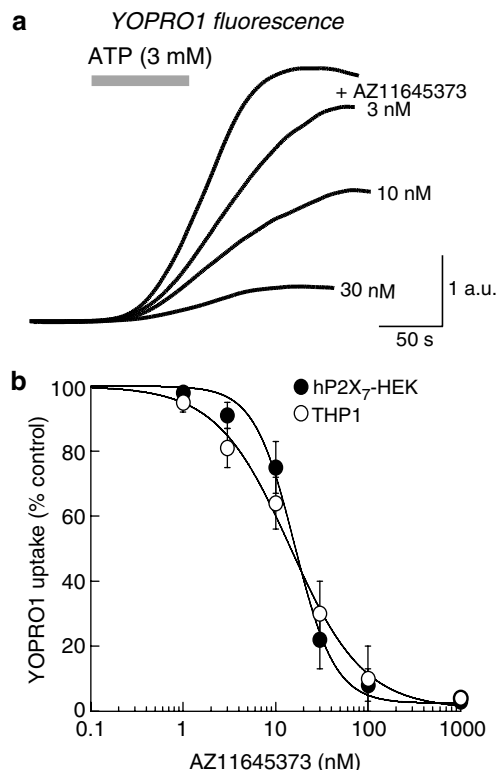 a
YOPRO1 fluorescence
ATP (3 mM)
+ AZ11645373
3 nM
10 nM
30 nM
1 a.u.
50 s
b
hP2X7-HEK
THP1
YOPRO1 uptake (% control)
100
80
60
40
20
0
0.1 1 10 100 1000
AZ11645373 (nM)